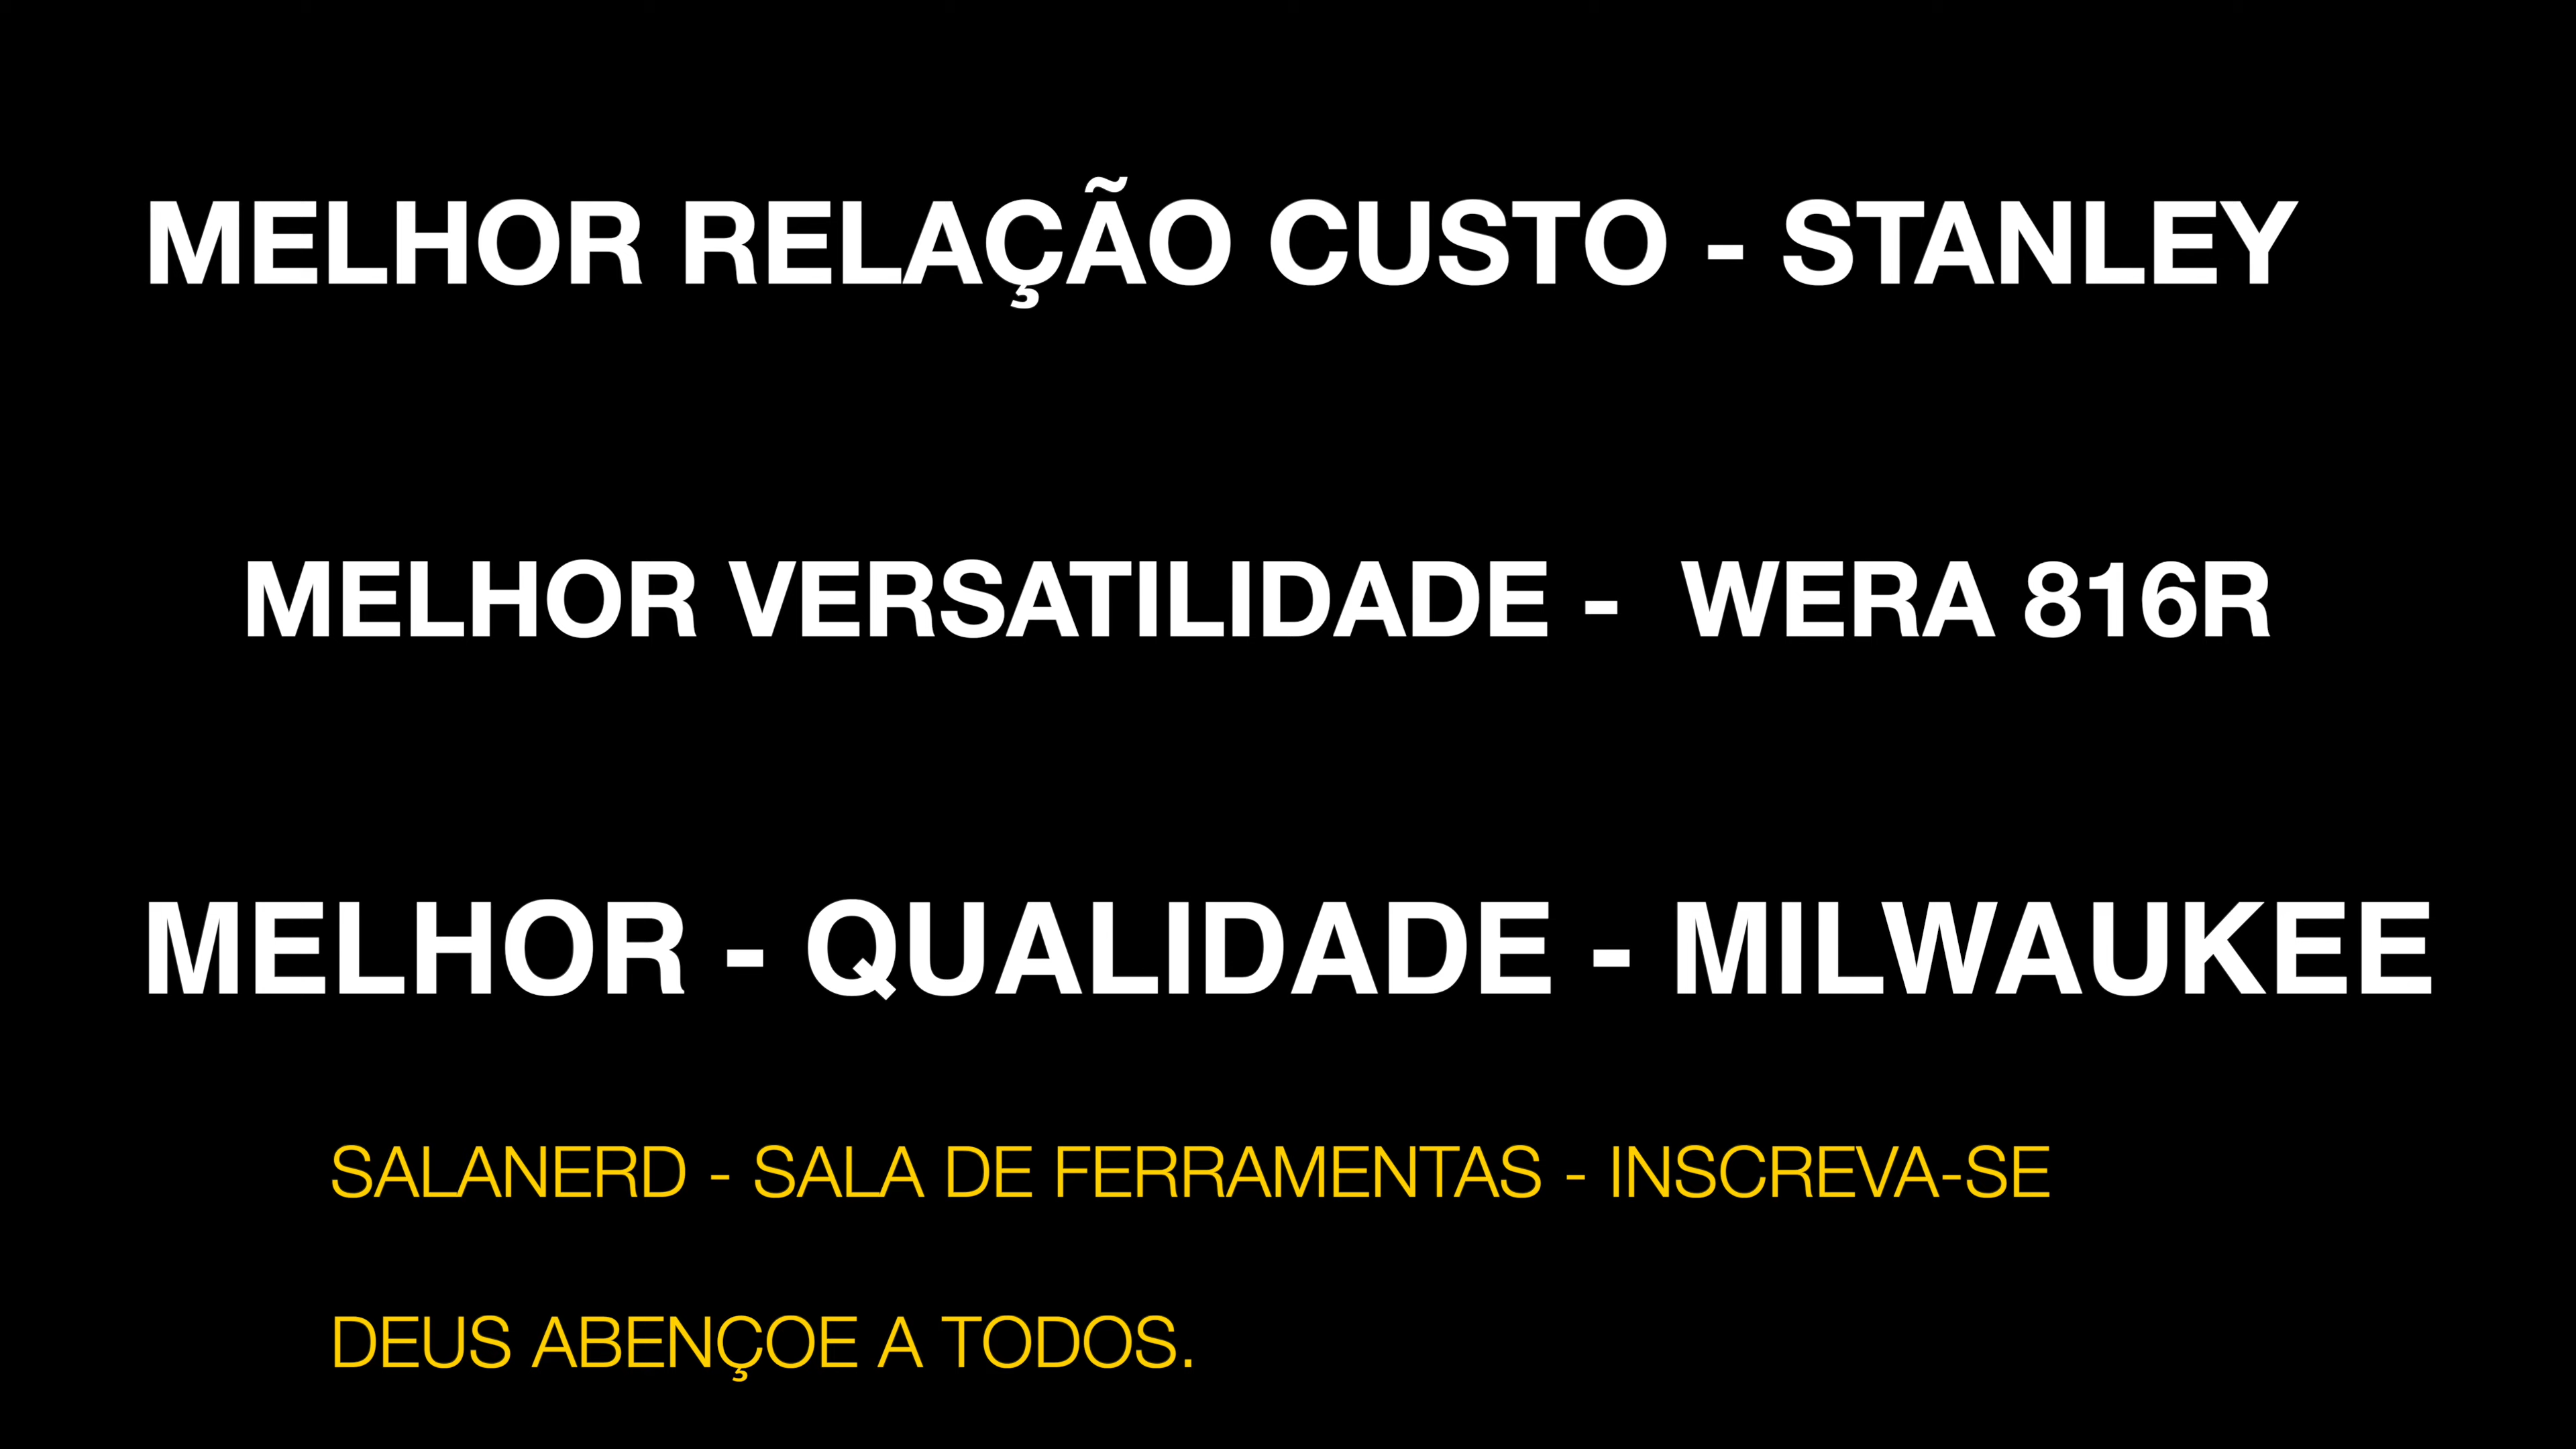 MELHOR RELAÇÃO CUSTO - STANLEY
MELHOR VERSATILIDADE - WERA 816R
MELHOR - QUALIDADE - MILWAUKEE
SALANERD - SALA DE FERRAMENTAS - INSCREVA-SE
DEUS ABENÇOE A TODOS.